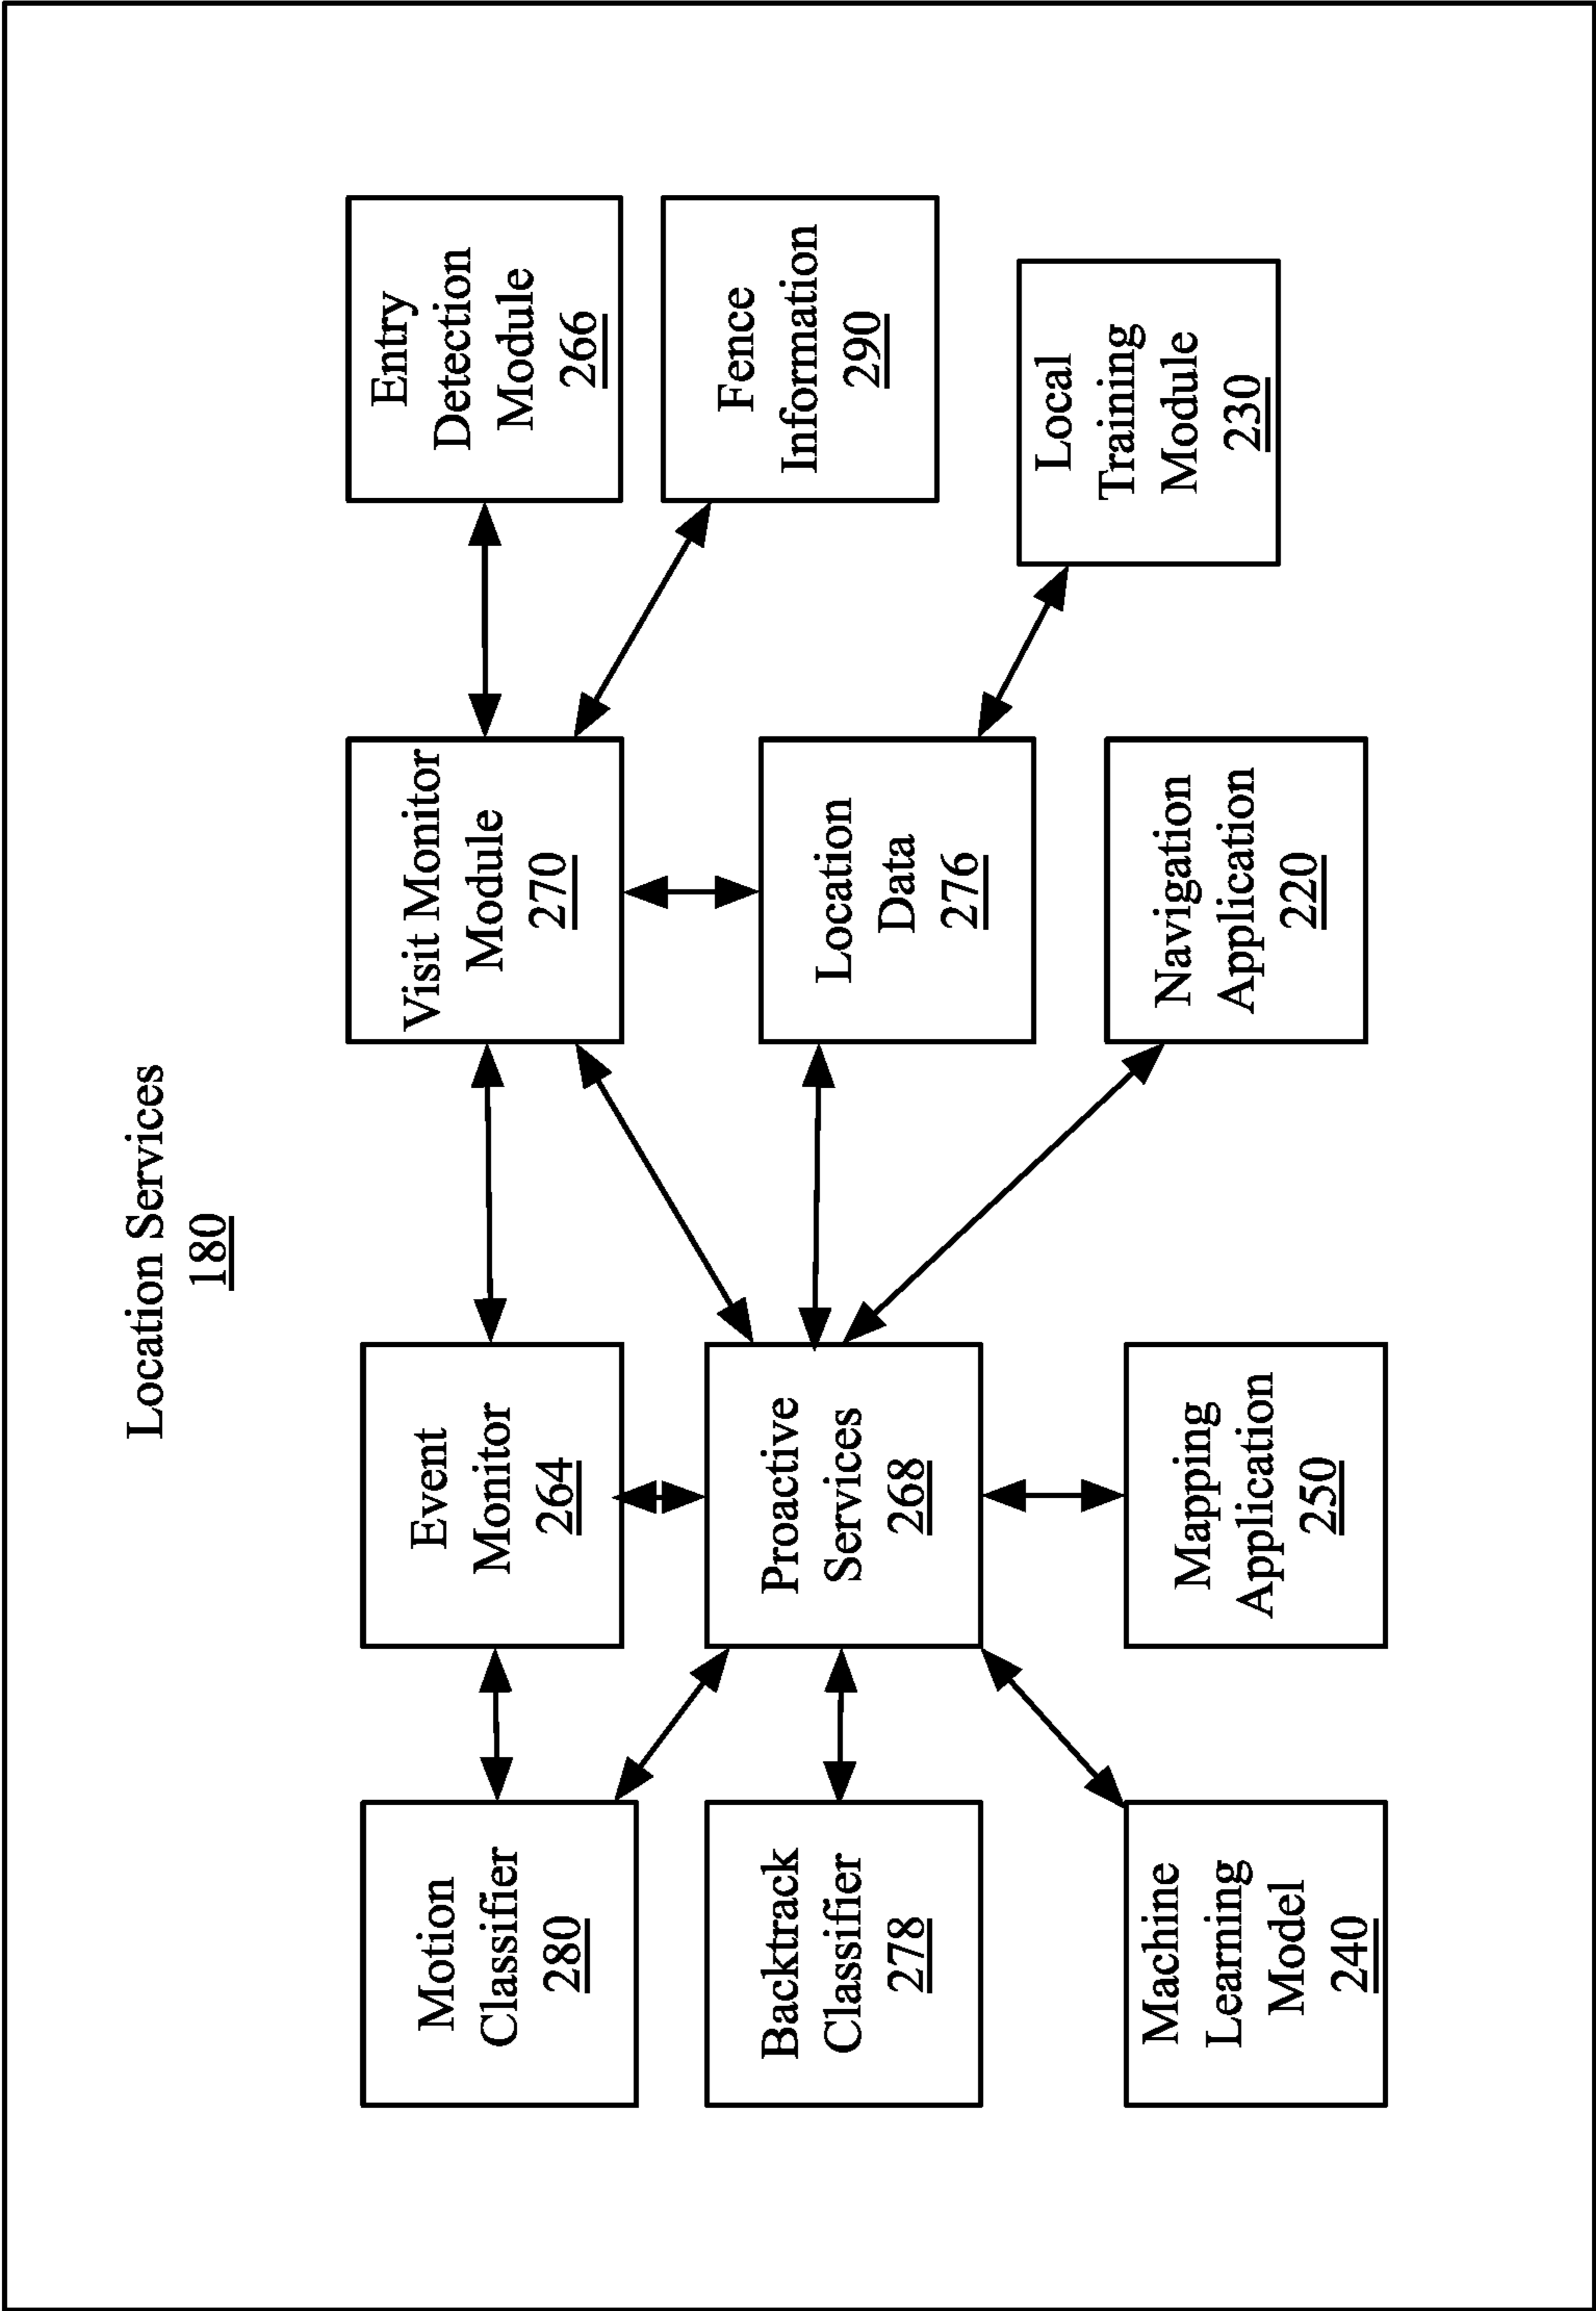 Location Services
180
Motion
Classifier
280
Event
Monitor
264
Visit Monitor
Module
270
Entry
Detection
Module
266
Backtrack
Classifier
278
Proactive
Services
268
Location
Data
276
Fence
Information
290
Machine
Learning
Model
240
Mapping
Application
250
Navigation
Application
220
Local
Training
Module
230